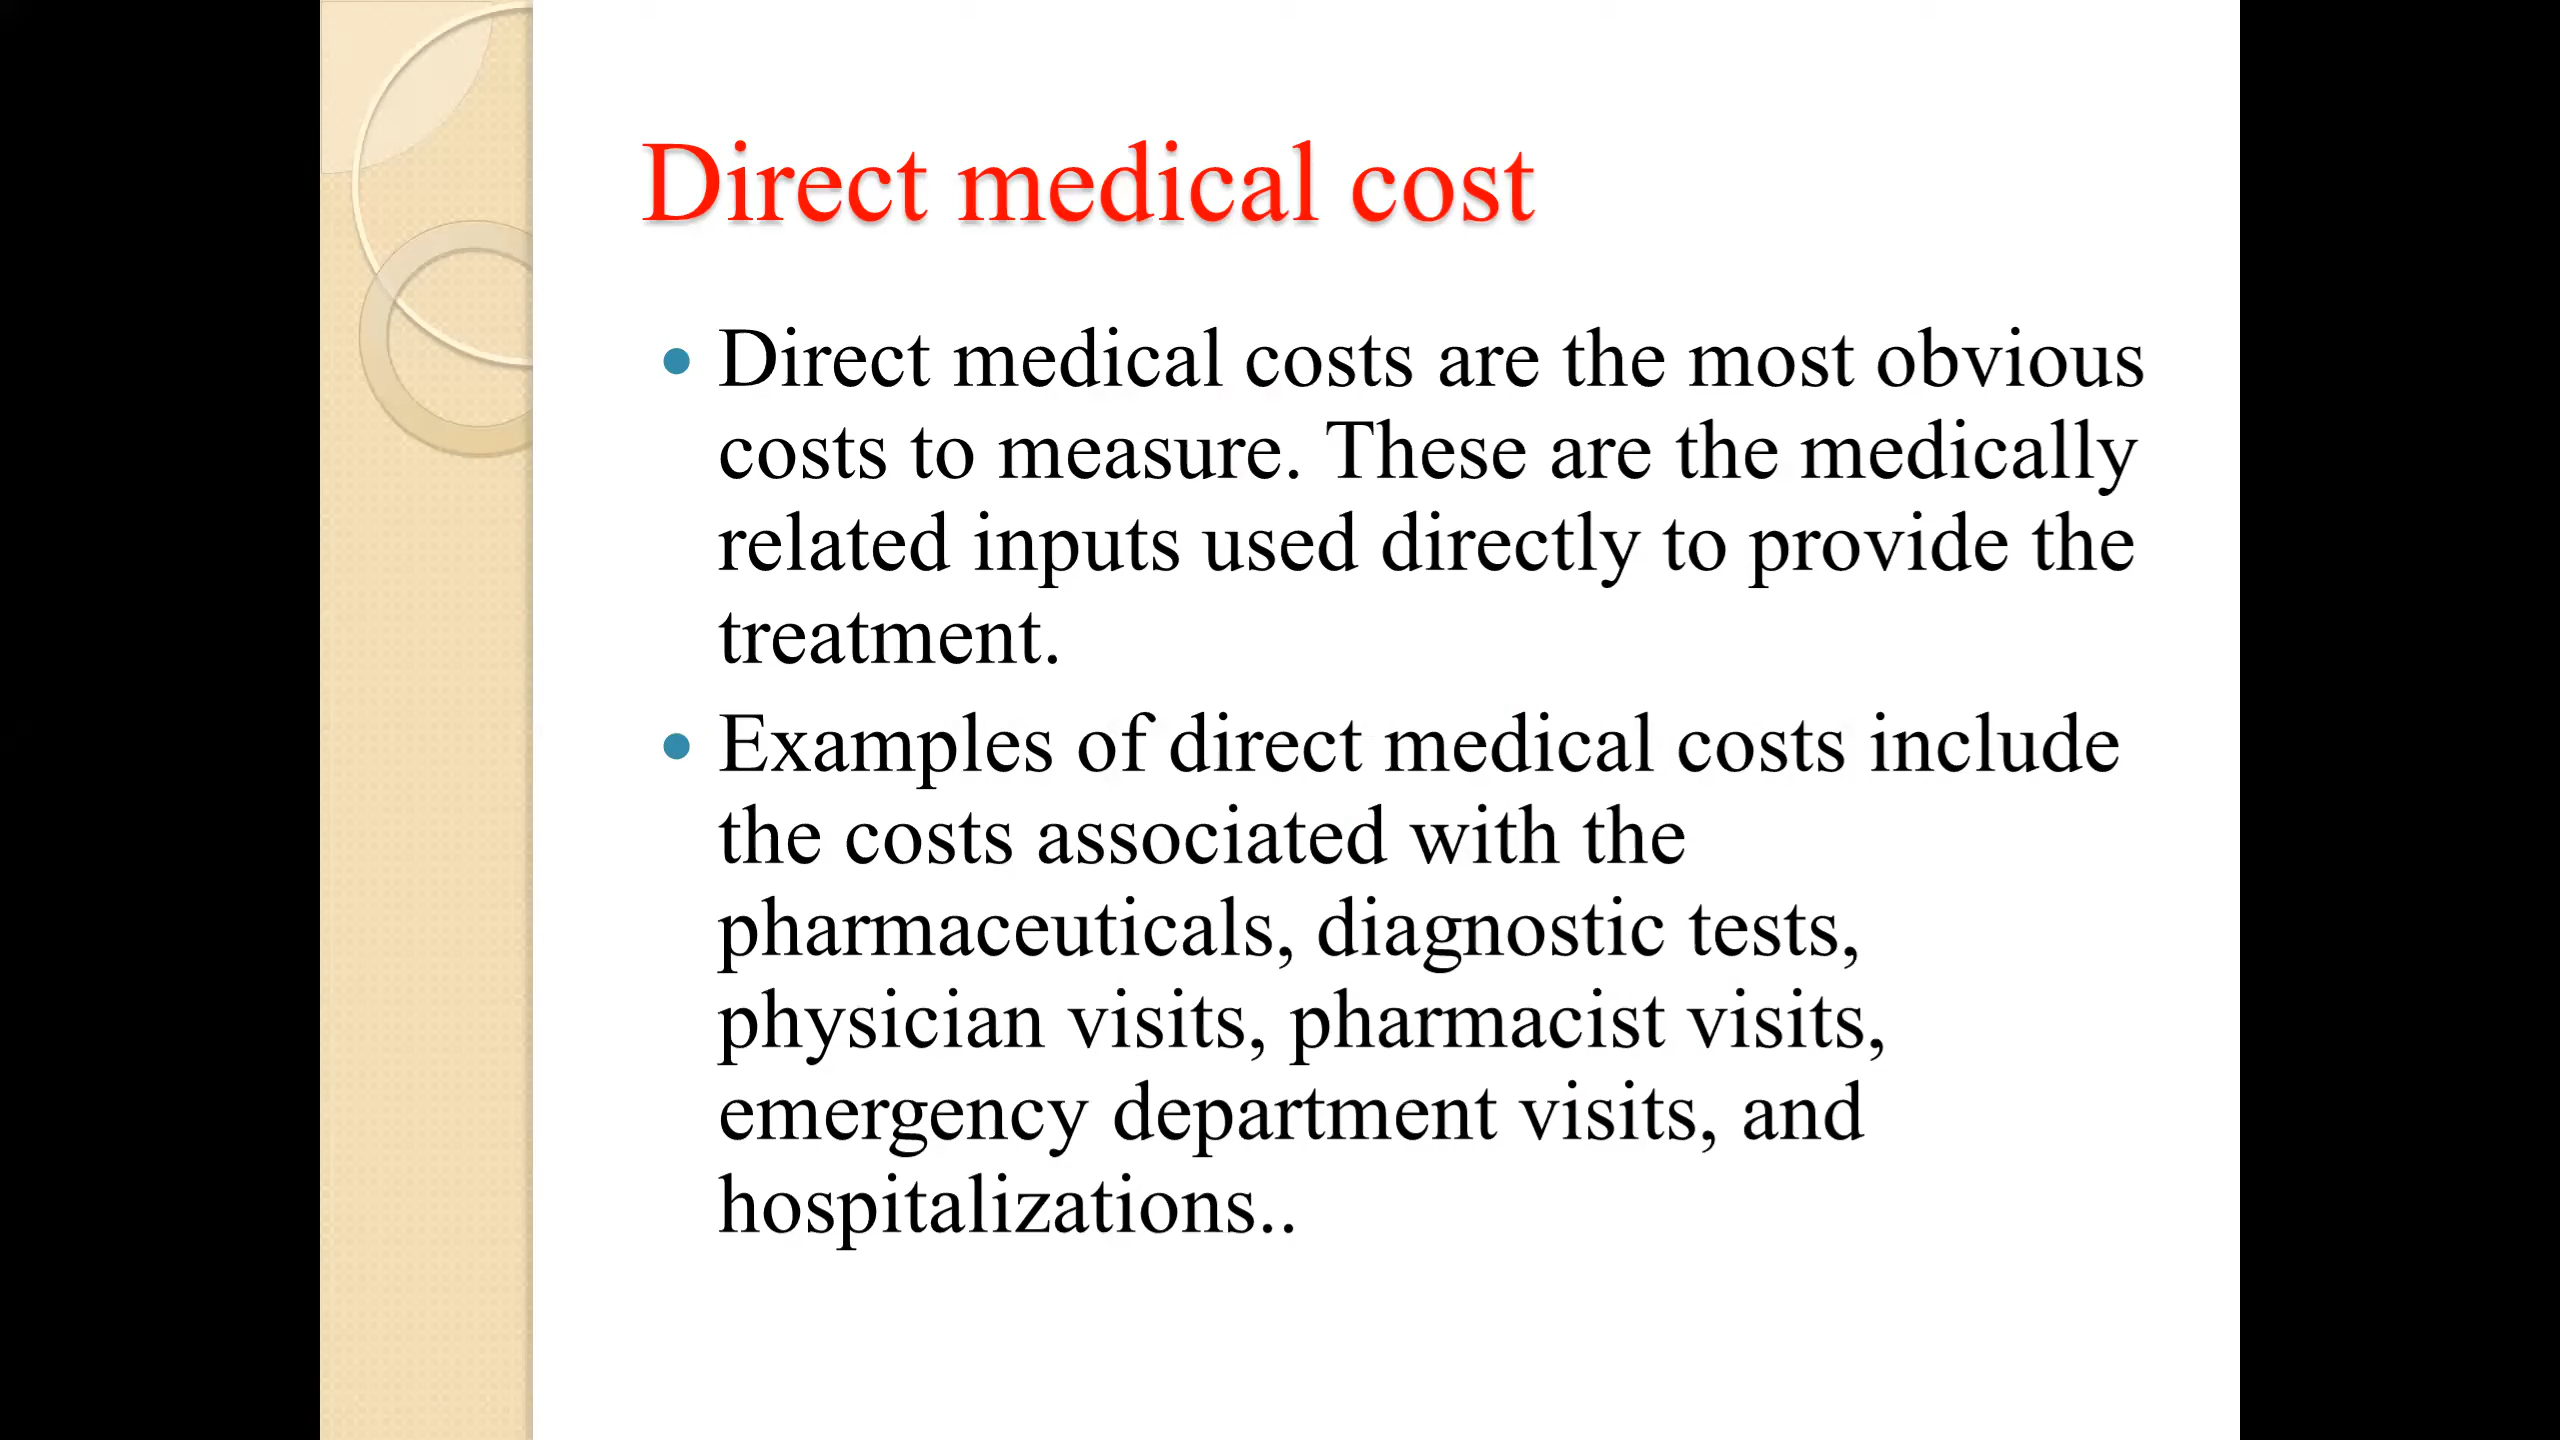 Direct medical cost
Direct medical costs are the most obvious
costs to measure. These are the medically
related inputs used directly to provide the
treatment.
Examples of direct medical costs include
the costs associated with the
pharmaceuticals, diagnostic tests,
physician visits, pharmacist visits,
emergency department visits, and
hospitalizations..